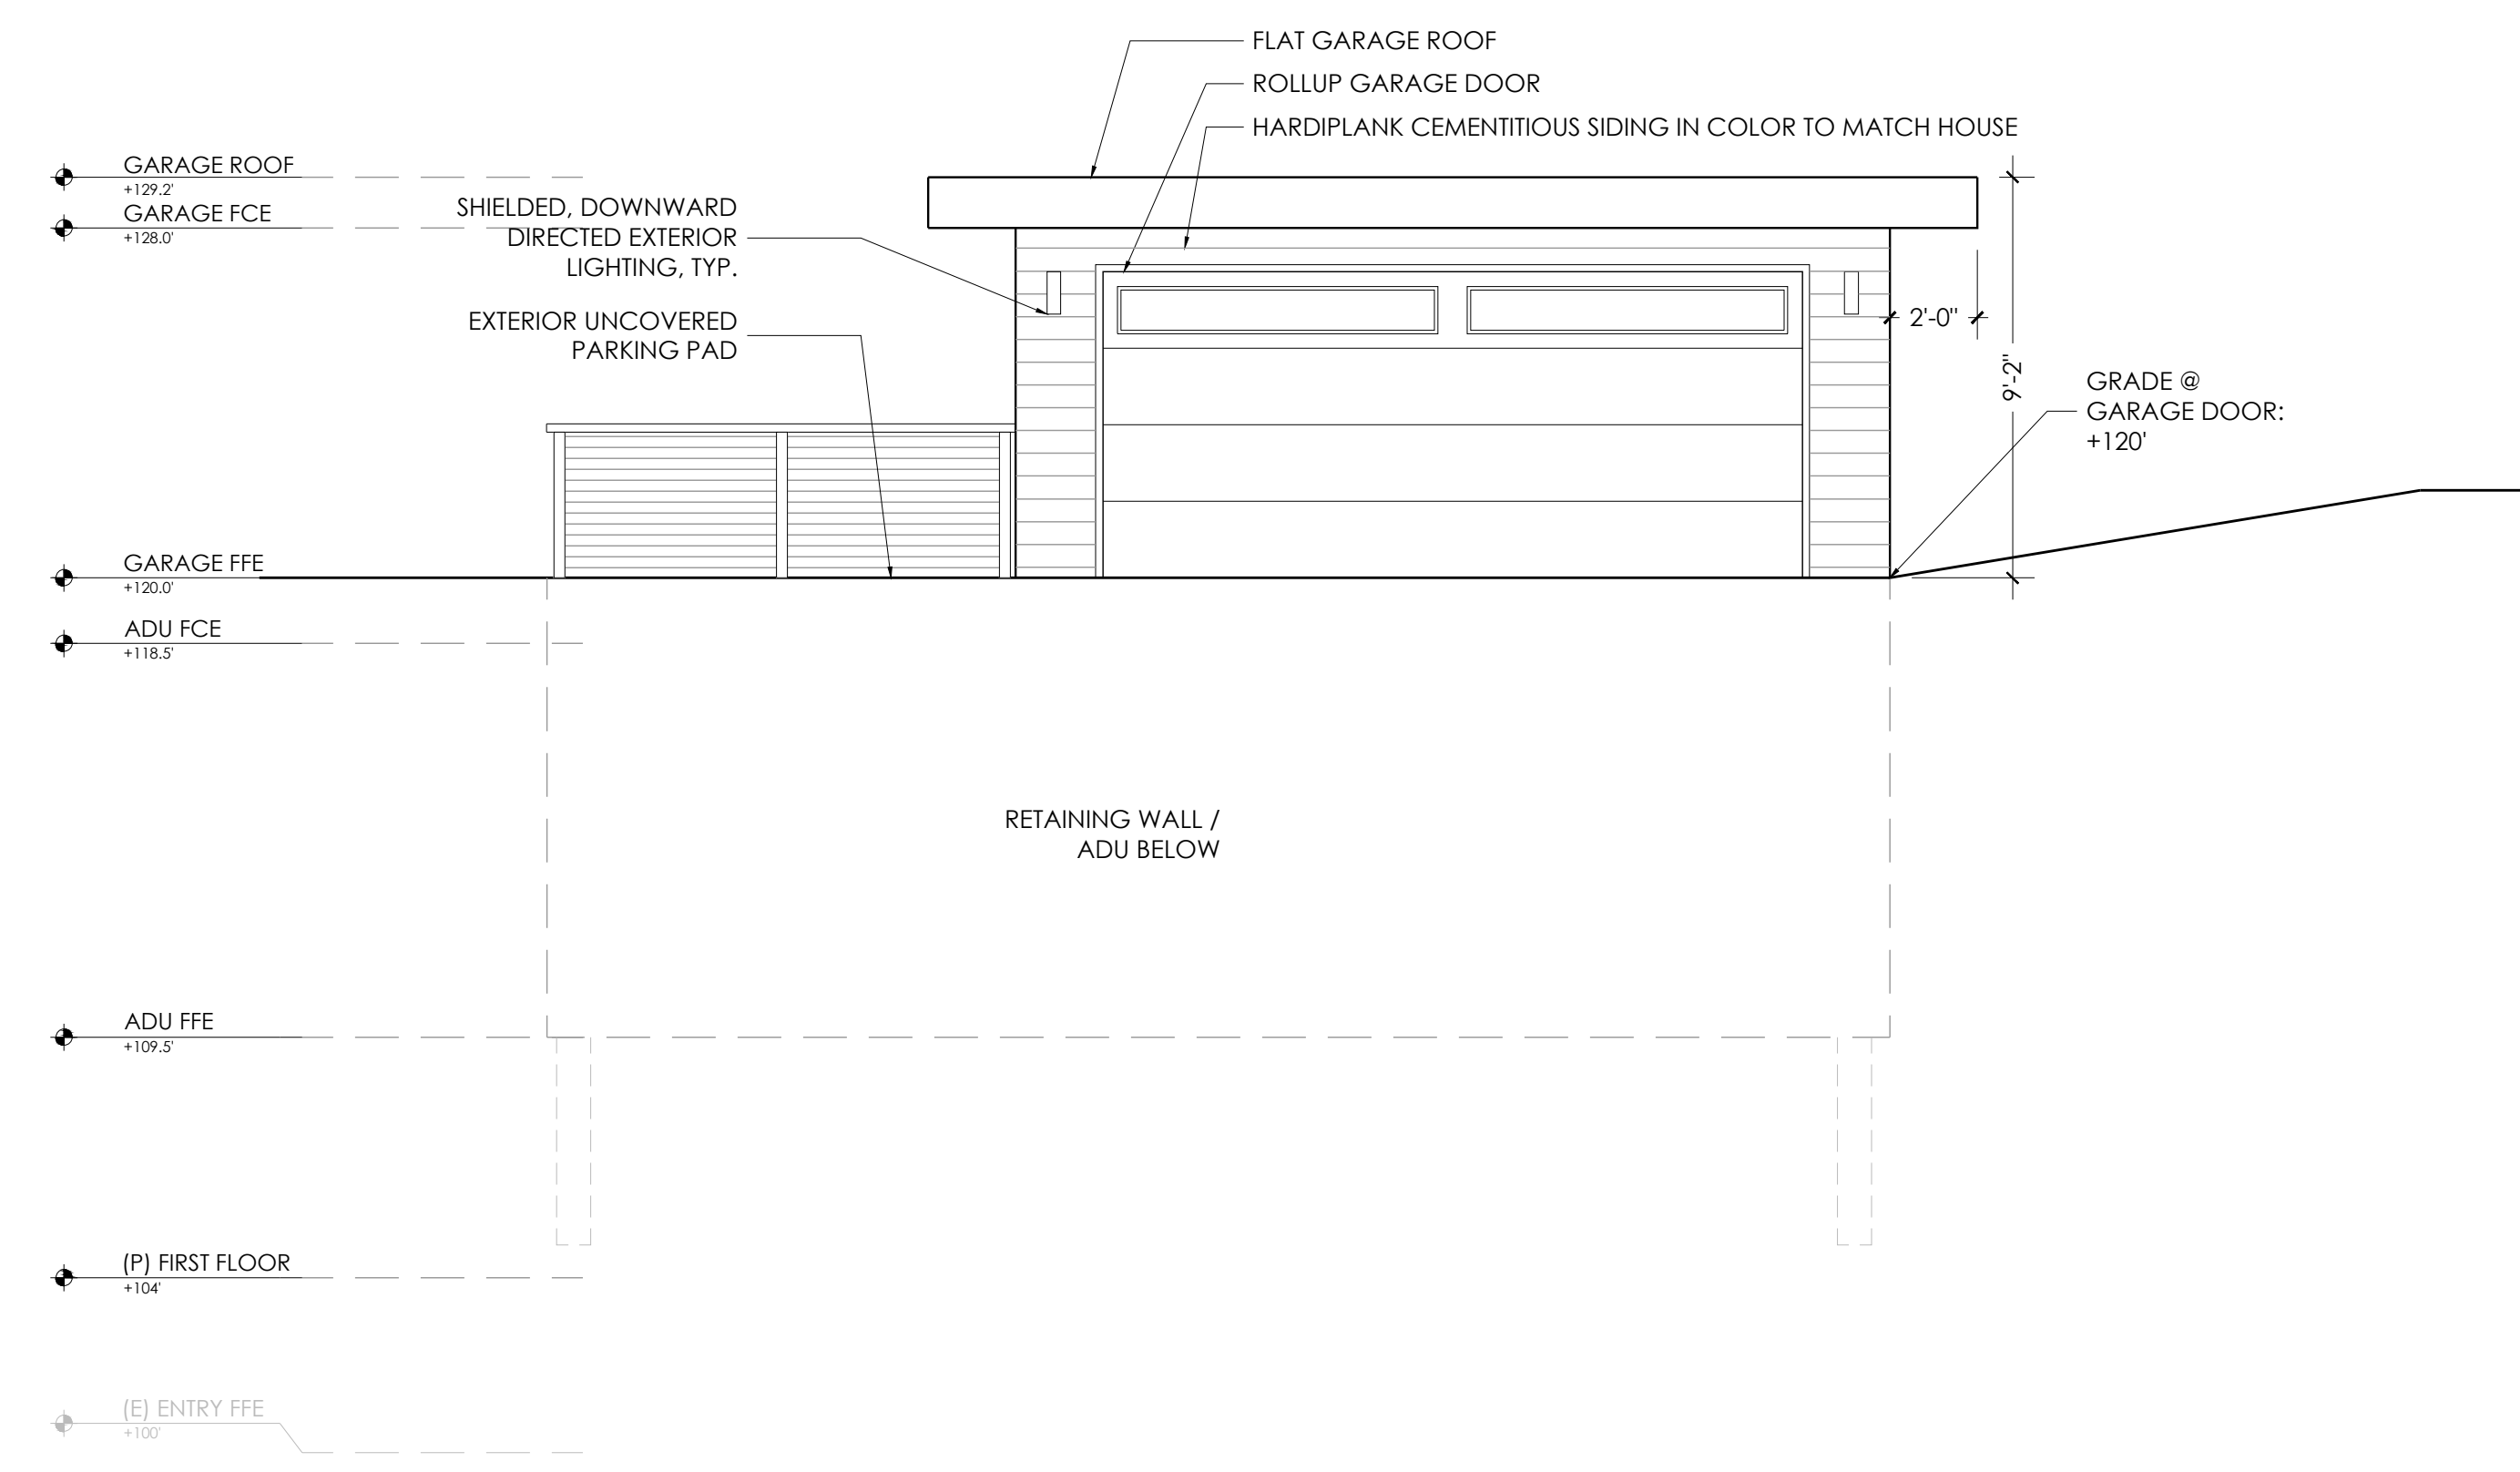 FLAT GARAGE ROOF
ROLLUP GARAGE DOOR
HARDIPLANK CEMENTITIOUS SIDING IN COLOR TO MATCH HOUSE
GARAGE ROOF
+129.2'
GARAGE FCE
+128.0'
SHIELDED, DOWNWARD
DIRECTED EXTERIOR
LIGHTING, TYP.
EXTERIOR UNCOVERED
PARKING PAD
2'-0"
9'-2"
GRADE @
GARAGE DOOR:
+120'
GARAGE FFE
+120.0'
ADU FCE
+118.5'
RETAINING WALL /
ADU BELOW
ADU FFE
+109.5'
(P) FIRST FLOOR
+104'
(E) ENTRY FFE
+100'